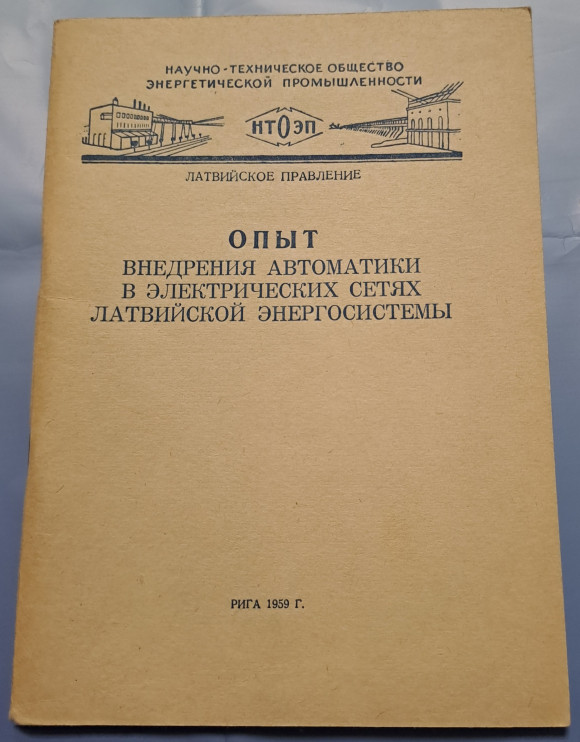 НАУЧНО-ТЕХНИЧЕСКОЕ ОБЩЕСТВО
ЭНЕРГЕТИЧЕСКОЙ ПРОМЫШЛЕННОСТИ
НТОЭП
ЛАТВИЙСКОЕ ПРАВЛЕНИЕ
ОПЫТ
ВНЕДРЕНИЯ АВТОМАТИКИ
В ЭЛЕКТРИЧЕСКИХ СЕТЯХ
ЛАТВИЙСКОЙ ЭНЕРГОСИСТЕМЫ
РИГА 1959 Г.